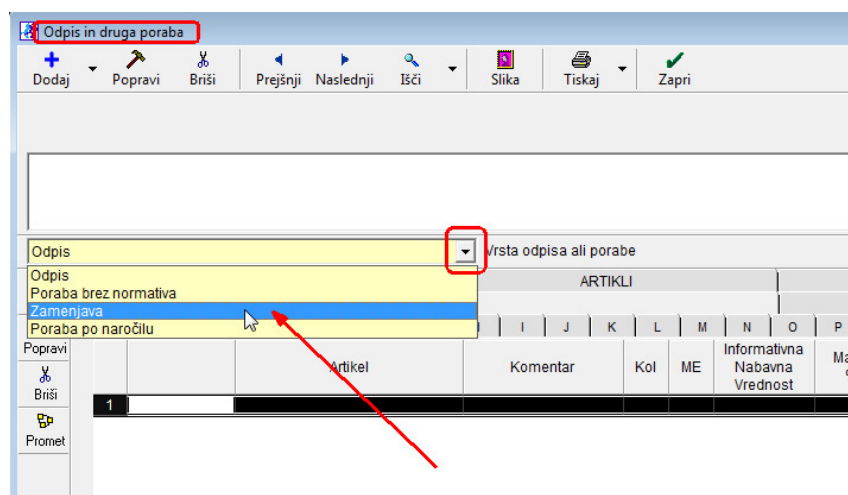 Odpis in druga poraba
Dodaj Popravi Briši Prejšnji Naslednji Išči Slika Tiskaj Zapri
Odpis Vrsta odpisa ali porabe
Odpis
Poraba brez normativa
Zamenjava
Poraba po naročilu
ARTIKLI
I J K L M N O P
Popravi
Briši
Promet
Artikel Komentar Kol ME Informativna Nabavna Vrednost
1